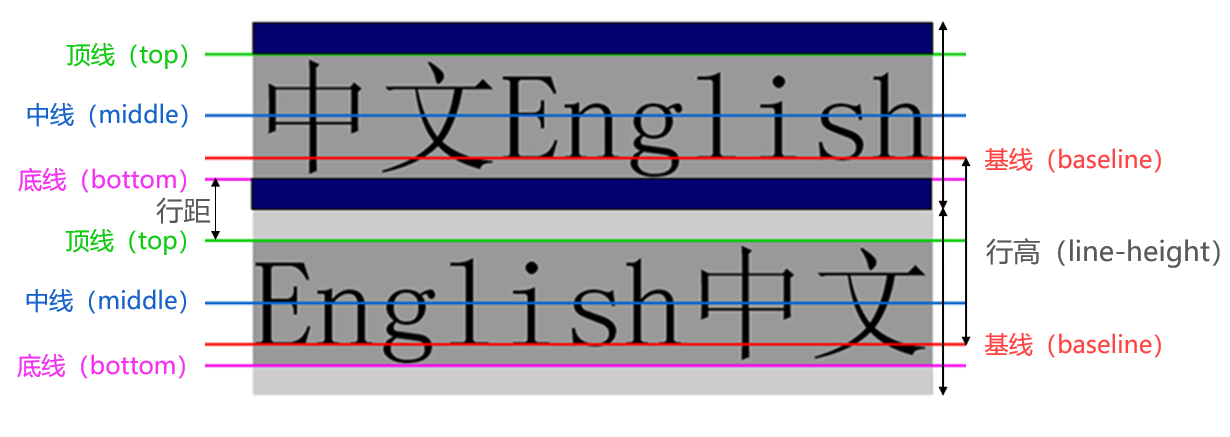 顶线（top）
中文English
中线（middle）
基线（baseline）
底线（bottom）
行距
顶线（top）
行高（line-height）
English中文
中线（middle）
基线（baseline）
底线（bottom）